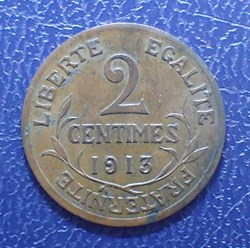 LIBERTE EGALITE
2
CENTIMES
1913
FRATERNITE